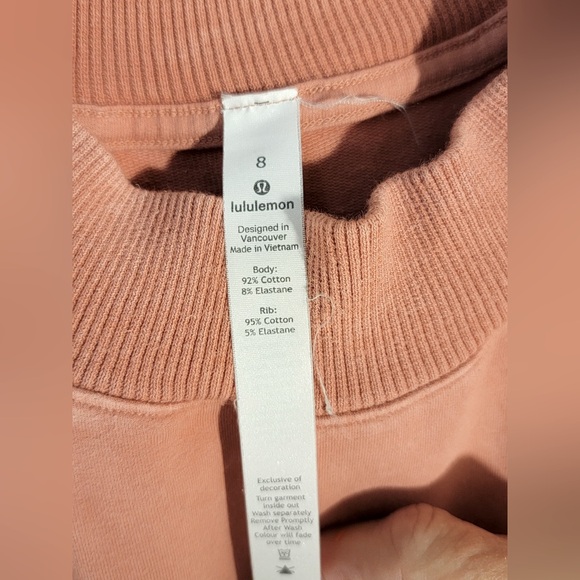 8
lululemon
Designed in
Vancouver
Made in Vietnam
Body:
92% Cotton
8% Elastane
Rib:
95% Cotton
5% Elastane
Exclusive of
decoration
Turn garment
inside out
Wash separately
Remove Promptly
After Wash
Colour will fade
over time